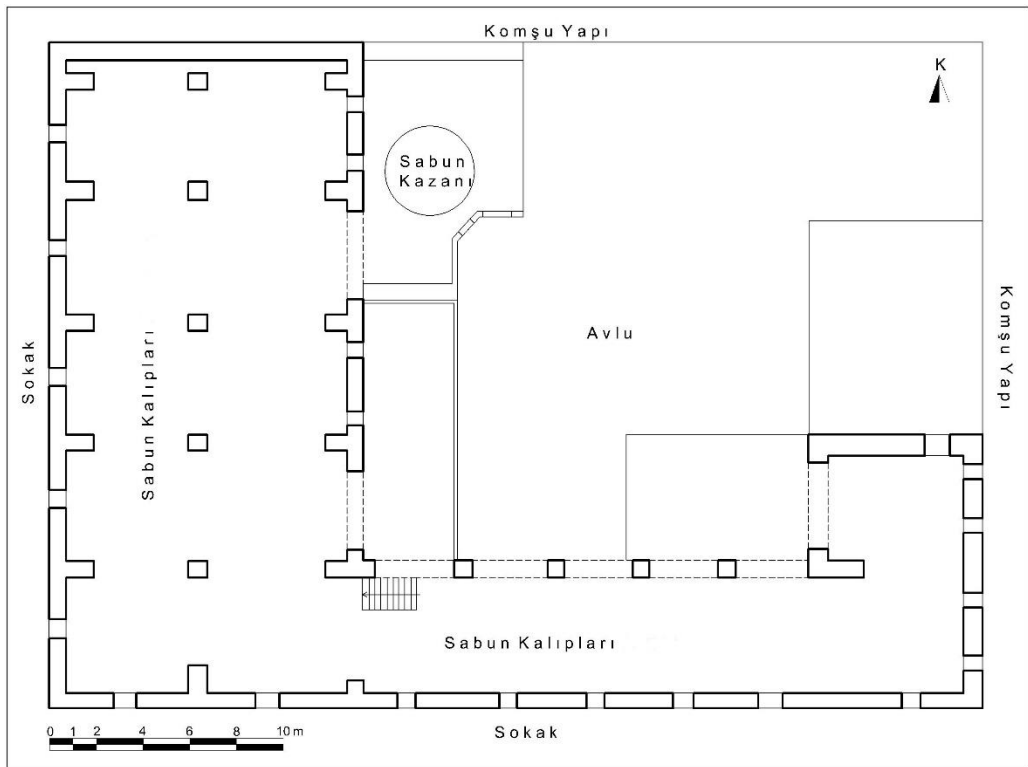 Komşu Yapı
K
Sabun
Kazanı
Avlu
Komşu Yapı
Sokak
Sabun Kalıpları
Sabun Kalıpları
0 1 2 4 6 8 10 m
Sokak